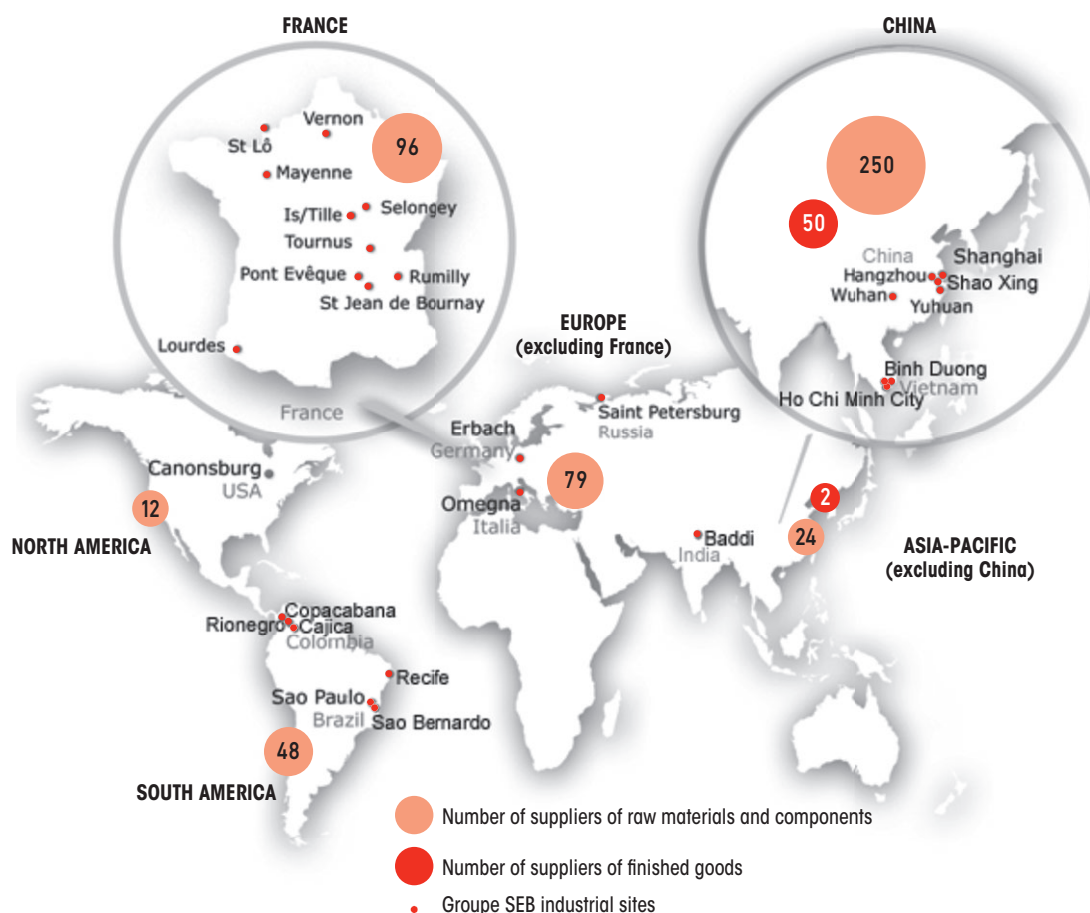 FRANCE
CHINA
Vernon
96
St Lô
Mayenne
Is/Tille
Selongey
Tournus
Pont Evêque
Rumilly
St Jean de Bournay
Lourdes
France
250
50
China
Shanghai
Hangzhou
Shao Xing
Wuhan
Yuhuan
Binh Duong
Vietnam
Ho Chi Minh City
EUROPE
(excluding France)
Saint Petersburg
Russia
Erbach
Germany
79
Omegna
Italia
Canonsburg
USA
12
NORTH AMERICA
2
24
Baddi
India
ASIA-PACIFIC
(excluding China)
Copacabana
Rionegro
Cajica
Colombia
Recife
Sao Paulo
Brazil
Sao Bernardo
48
SOUTH AMERICA
Number of suppliers of raw materials and components
Number of suppliers of finished goods
Groupe SEB industrial sites